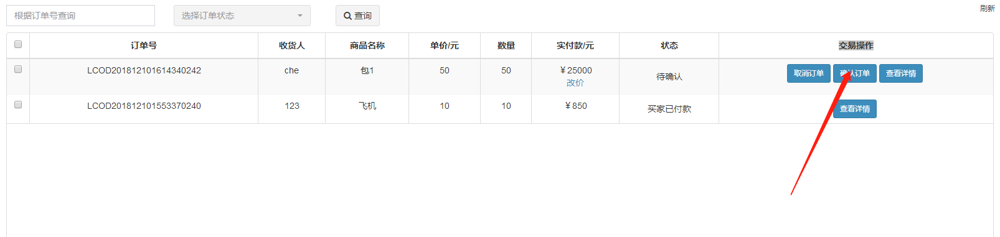 根据订单号查询 选择订单状态 查询 刷新
订单号 收货人 商品名称 单价/元 数量 实付款/元 状态 交易操作
LCOD201812101614340242 che 包1 50 50 ￥25000 待确认 取消订单 确认订单 查看详情
改价
LCOD201812101553370240 123 飞机 10 10 ￥850 买家已付款 查看详情